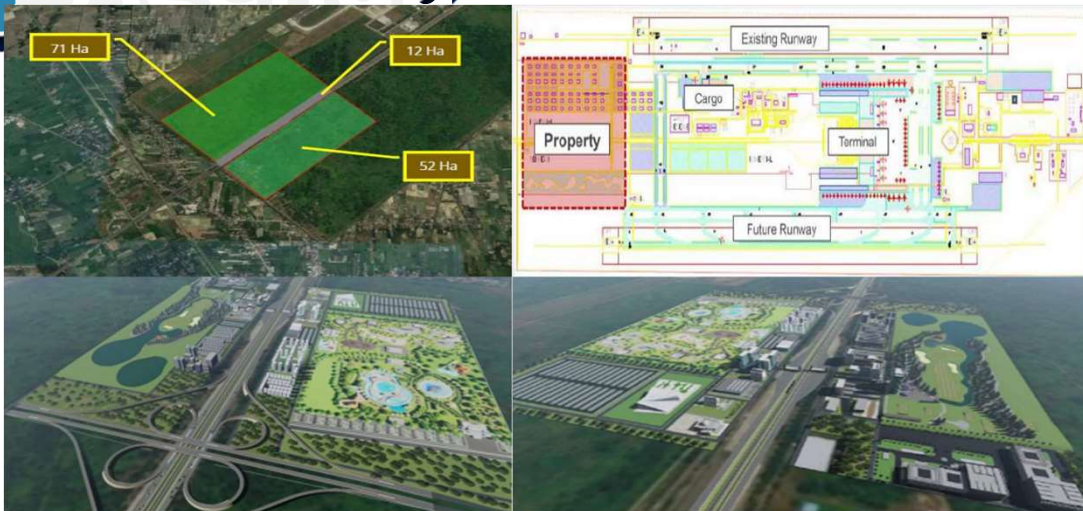 71 Ha
12 Ha
52 Ha
Existing Runway
Cargo
Property
Terminal
Future Runway